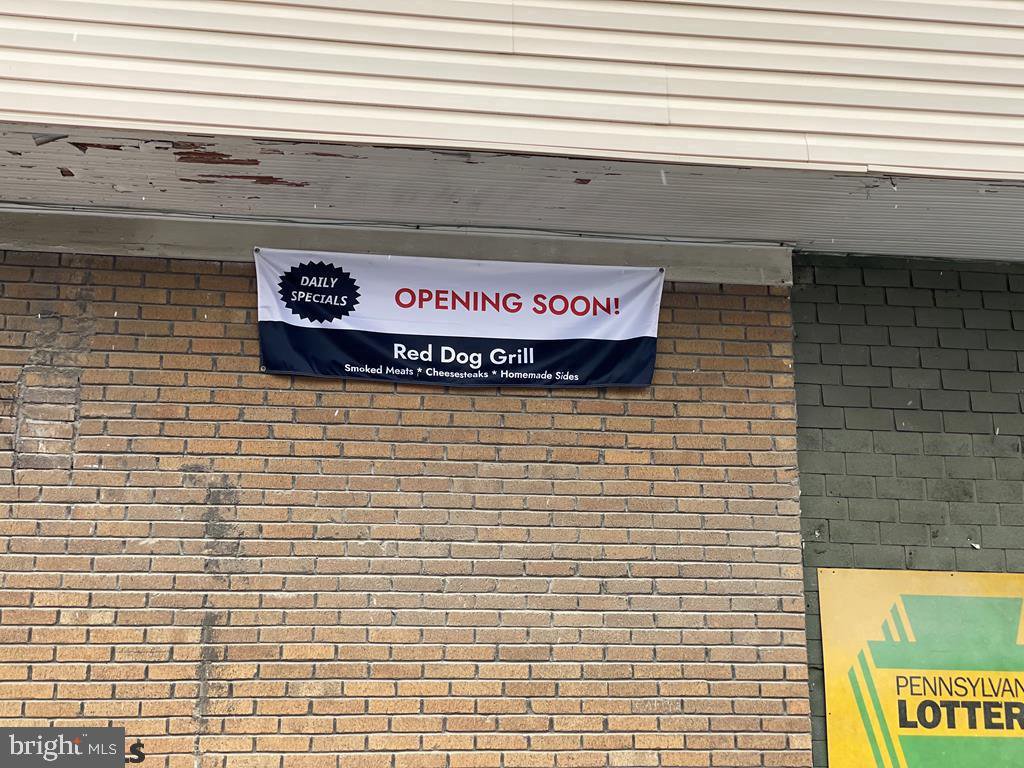 DAILY
SPECIALS
OPENING SOON!
Red Dog Grill
Smoked Meats * Cheesesteaks * Homemade Sides
PENNSYLVAN
LOTTER
bright MLS